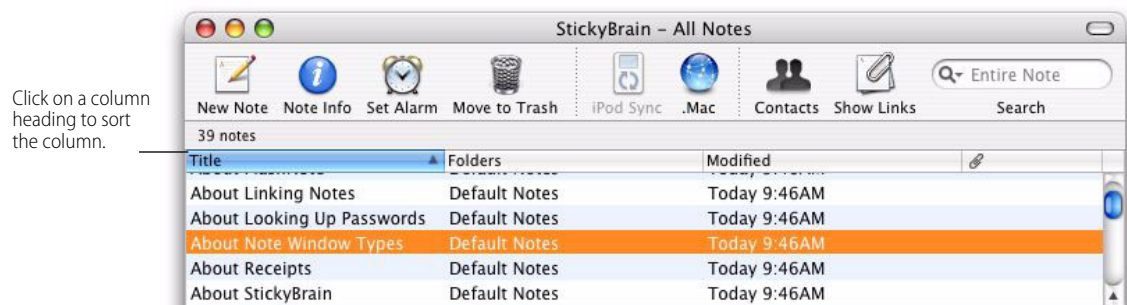 StickyBrain – All Notes
New Note Note Info Set Alarm Move to Trash iPod Sync .Mac Contacts Show Links Search
Entire Note
Click on a column
heading to sort
the column.
39 notes
Title Folders Modified
About Linking Notes Default Notes Today 9:46AM
About Looking Up Passwords Default Notes Today 9:46AM
About Note Window Types Default Notes Today 9:46AM
About Receipts Default Notes Today 9:46AM
About StickyBrain Default Notes Today 9:46AM